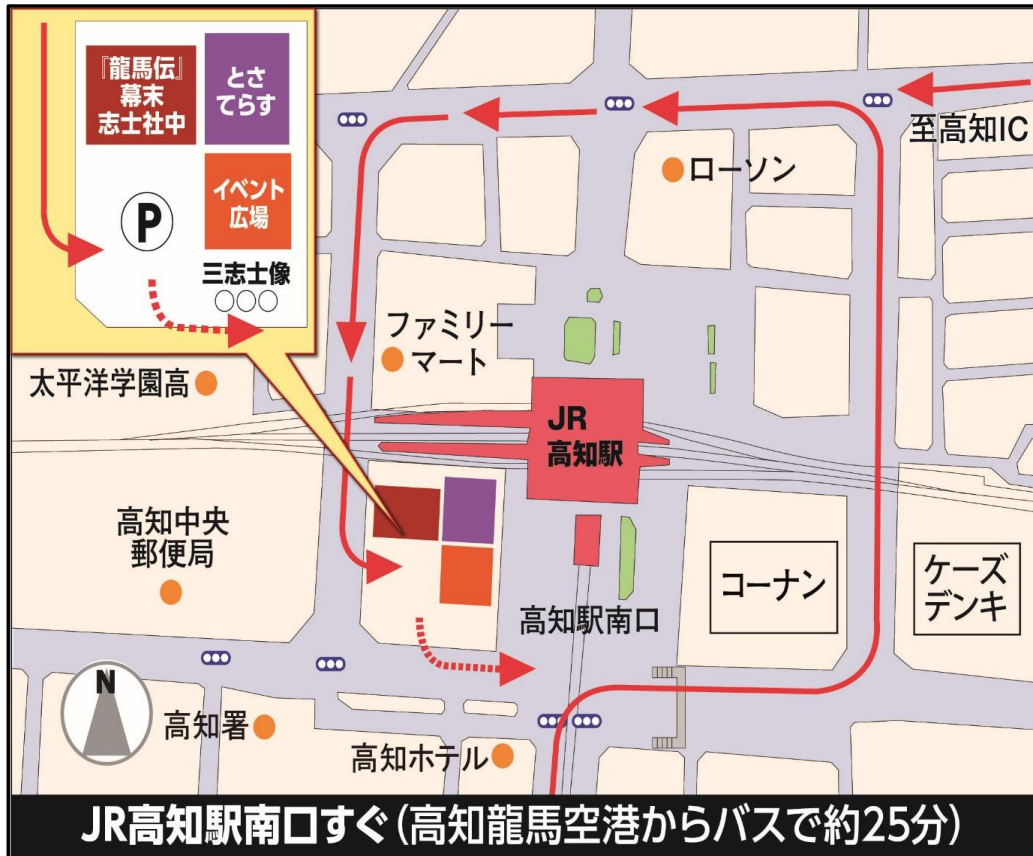 『龍馬伝』
幕末
志士社中
とさ
てらす
イベント
広場
P
三志士像
至高知IC
ローソン
ファミリー
マート
太平洋学園高
JR
高知駅
高知中央
郵便局
コーナン
ケーズ
デンキ
高知駅南口
N
高知署
高知ホテル
JR高知駅南口すぐ(高知龍馬空港からバスで約25分)